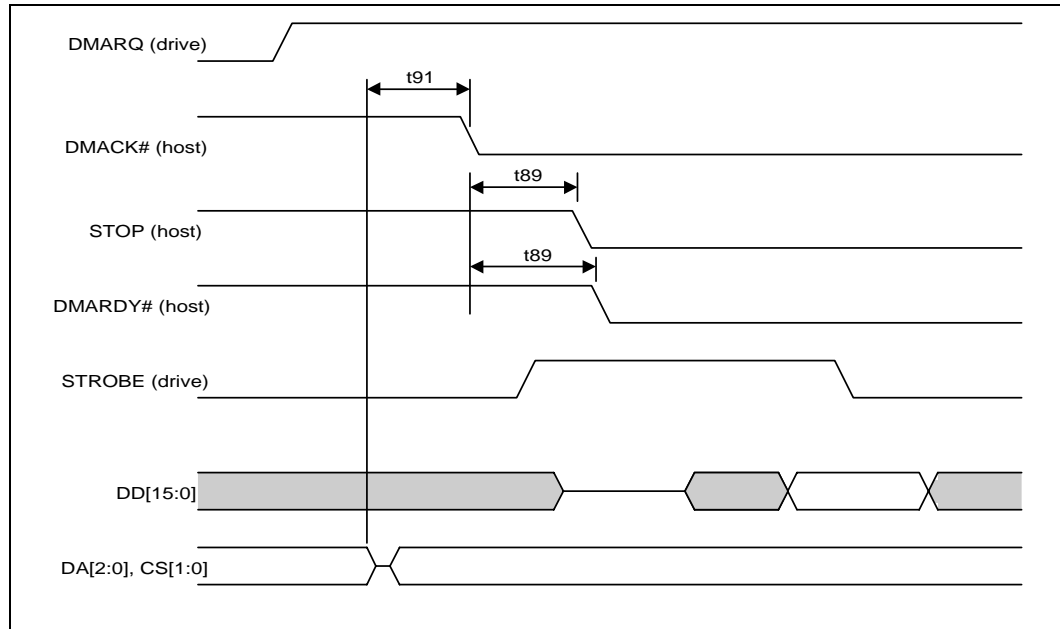 DMARQ (drive)
t91
DMACK# (host)
t89
STOP (host)
t89
DMARDY# (host)
STROBE (drive)
DD[15:0]
DA[2:0], CS[1:0]